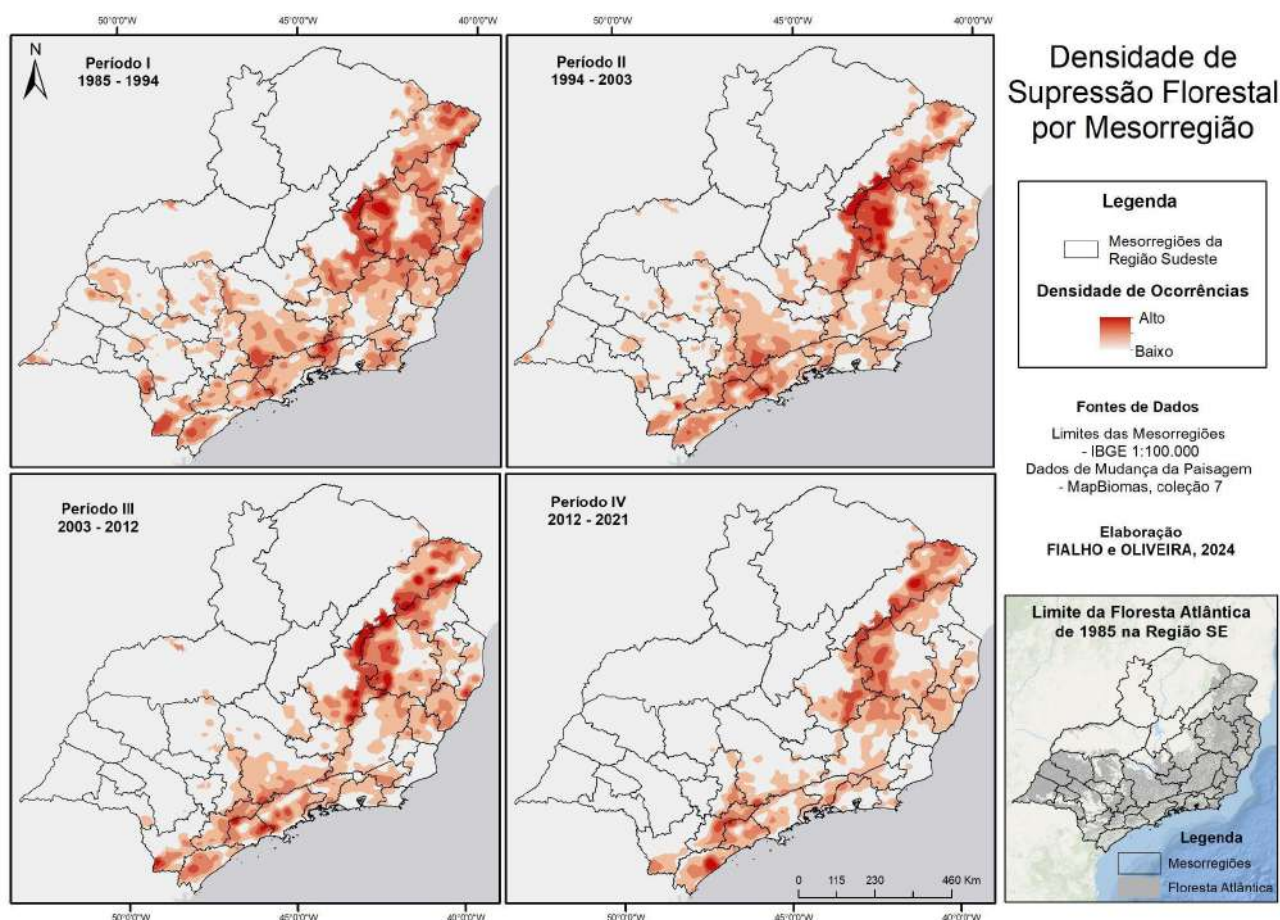 50°0'0"W
45°0'0"W
40°0'0"W
50°0'0"W
45°0'0"W
40°0'0"W
N
Período I
1985 - 1994
Período II
1994 - 2003
Densidade de
Supressão Florestal
por Mesorregião
Legenda
Mesorregiões da
Região Sudeste
Densidade de Ocorrências
Alto
Baixo
Fontes de Dados
Limites das Mesorregiões
- IBGE 1:100.000
Dados de Mudança da Paisagem
- MapBiomas, coleção 7
Elaboração
FIALHO e OLIVEIRA, 2024
Período III
2003 - 2012
Período IV
2012 - 2021
0 115 230 460 Km
Limite da Floresta Atlântica
de 1985 na Região SE
Legenda
Mesorregiões
Floresta Atlântica
50°0'0"W
45°0'0"W
40°0'0"W
50°0'0"W
45°0'0"W
40°0'0"W